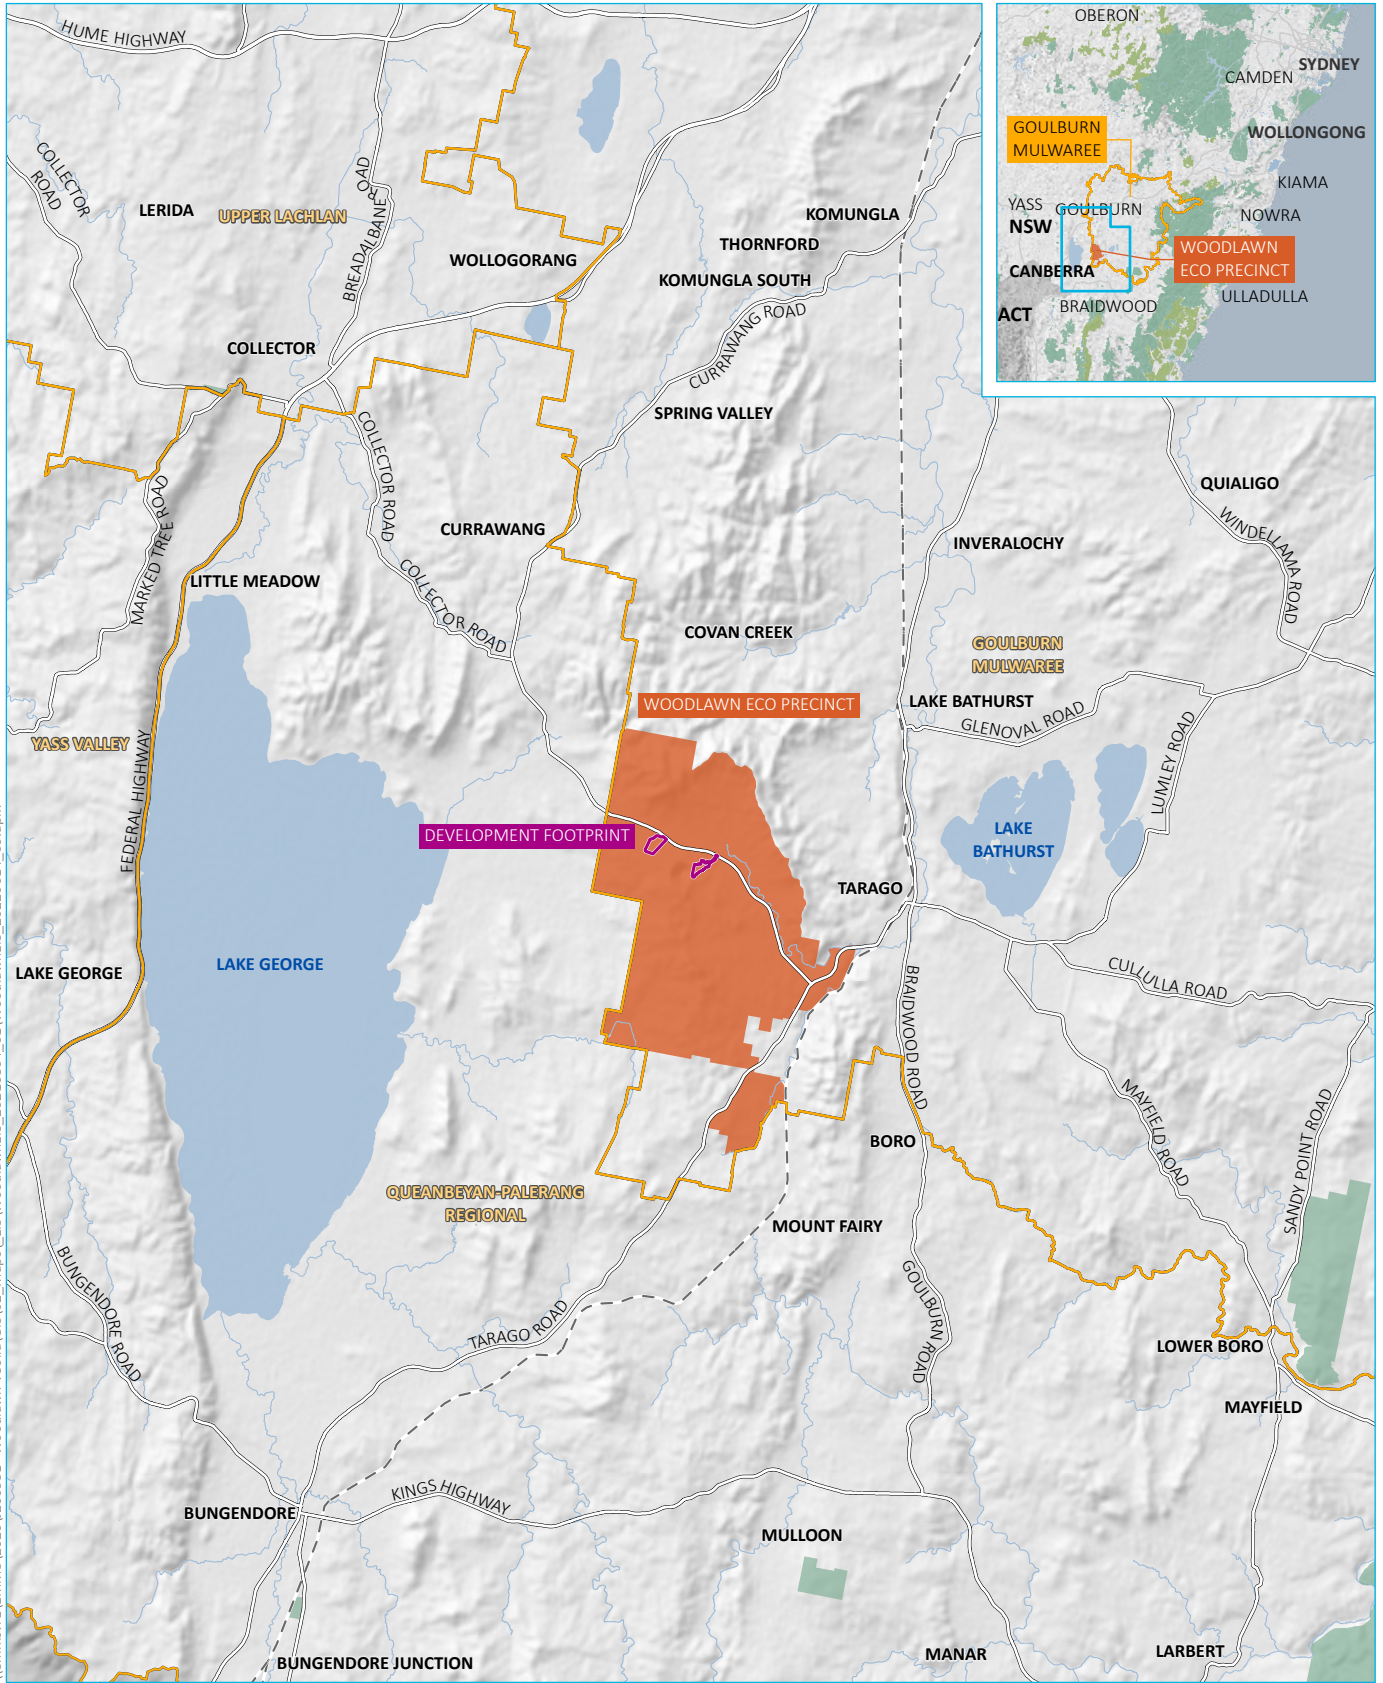 HUME HIGHWAY
COLLECTOR
ROAD
LERIDA
UPPER LACHLAN
BREADALBANE ROAD
WOLLOGORANG
KOMUNGLA
THORNFORD
KOMUNGLA SOUTH
CURRAWANG ROAD
COLLECTOR
SPRING VALLEY
COLLECTOR ROAD
MARKED TREE ROAD
CURRAWANG
LITTLE MEADOW
COLLECTOR ROAD
COVAN CREEK
INVERALOCHY
QUIALIGO
WINDELLAMA
ROAD
GOULBURN
MULWAREE
WOODLAWN ECO PRECINCT
LAKE BATHURST
GLENOVAL ROAD
LUMLEY ROAD
YASS VALLEY
FEDERAL HIGHWAY
DEVELOPMENT FOOTPRINT
LAKE
BATHURST
TARAGO
LAKE GEORGE
LAKE GEORGE
BRAIDWOOD ROAD
CULLULLA ROAD
MAYFIELD ROAD
SANDY POINT ROAD
BORO
QUEANBEYAN-PALERANG
REGIONAL
MOUNT FAIRY
BUNGENDORE ROAD
TARAGO ROAD
GOULBURN ROAD
LOWER BORO
MAYFIELD
KINGS HIGHWAY
BUNGENDORE
MULLOON
BUNGENDORE JUNCTION
MANAR
LARBERT
OBERON
SYDNEY
CAMDEN
GOULBURN
MULWAREE
WOLLONGONG
KIAMA
YASS
GOULBURN
NOWRA
NSW
WOODLAWN
ECO PRECINCT
CANBERRA
ULLADULLA
BRAIDWOOD
ACT